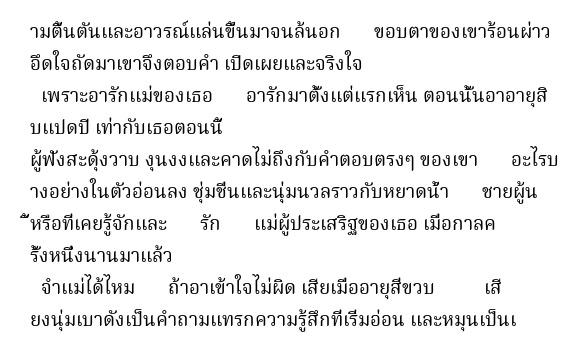 ามตื้นตันและอาวรณ์แล่นขึ้นมาจนล้นอก ขอบตาของเขาร้อนผ่าว
อึดใจถัดมาเขาจึงตอบคำ เปิดเผยและจริงใจ
เพราะอารักแม่ของเธอ อารักมาตั้งแต่แรกเห็น ตอนนั้นอาอายุสิ
บแปดปี เท่ากับเธอตอนนี้
ผู้ฟังสะดุ้งวาบ งุนงงและคาดไม่ถึงกับคำตอบตรงๆ ของเขา อะไรบ
างอย่างในตัวอ่อนลง ชุ่มชื่นและนุ่มนวลราวกับหยาดน้ำ ชายผู้น
ี้หรือที่เคยรู้จักและ รัก แม่ผู้ประเสริฐของเธอ เมื่อกาลค
รั้งหนึ่งนานมาแล้ว
จำแม่ได้ไหม ถ้าอาเข้าใจไม่ผิด เสียเมื่ออายุสี่ขวบ เสี
ยงนุ่มเบาดังเป็นคำถามแทรกความรู้สึกที่เริ่มอ่อน และหมุนเป็นเ